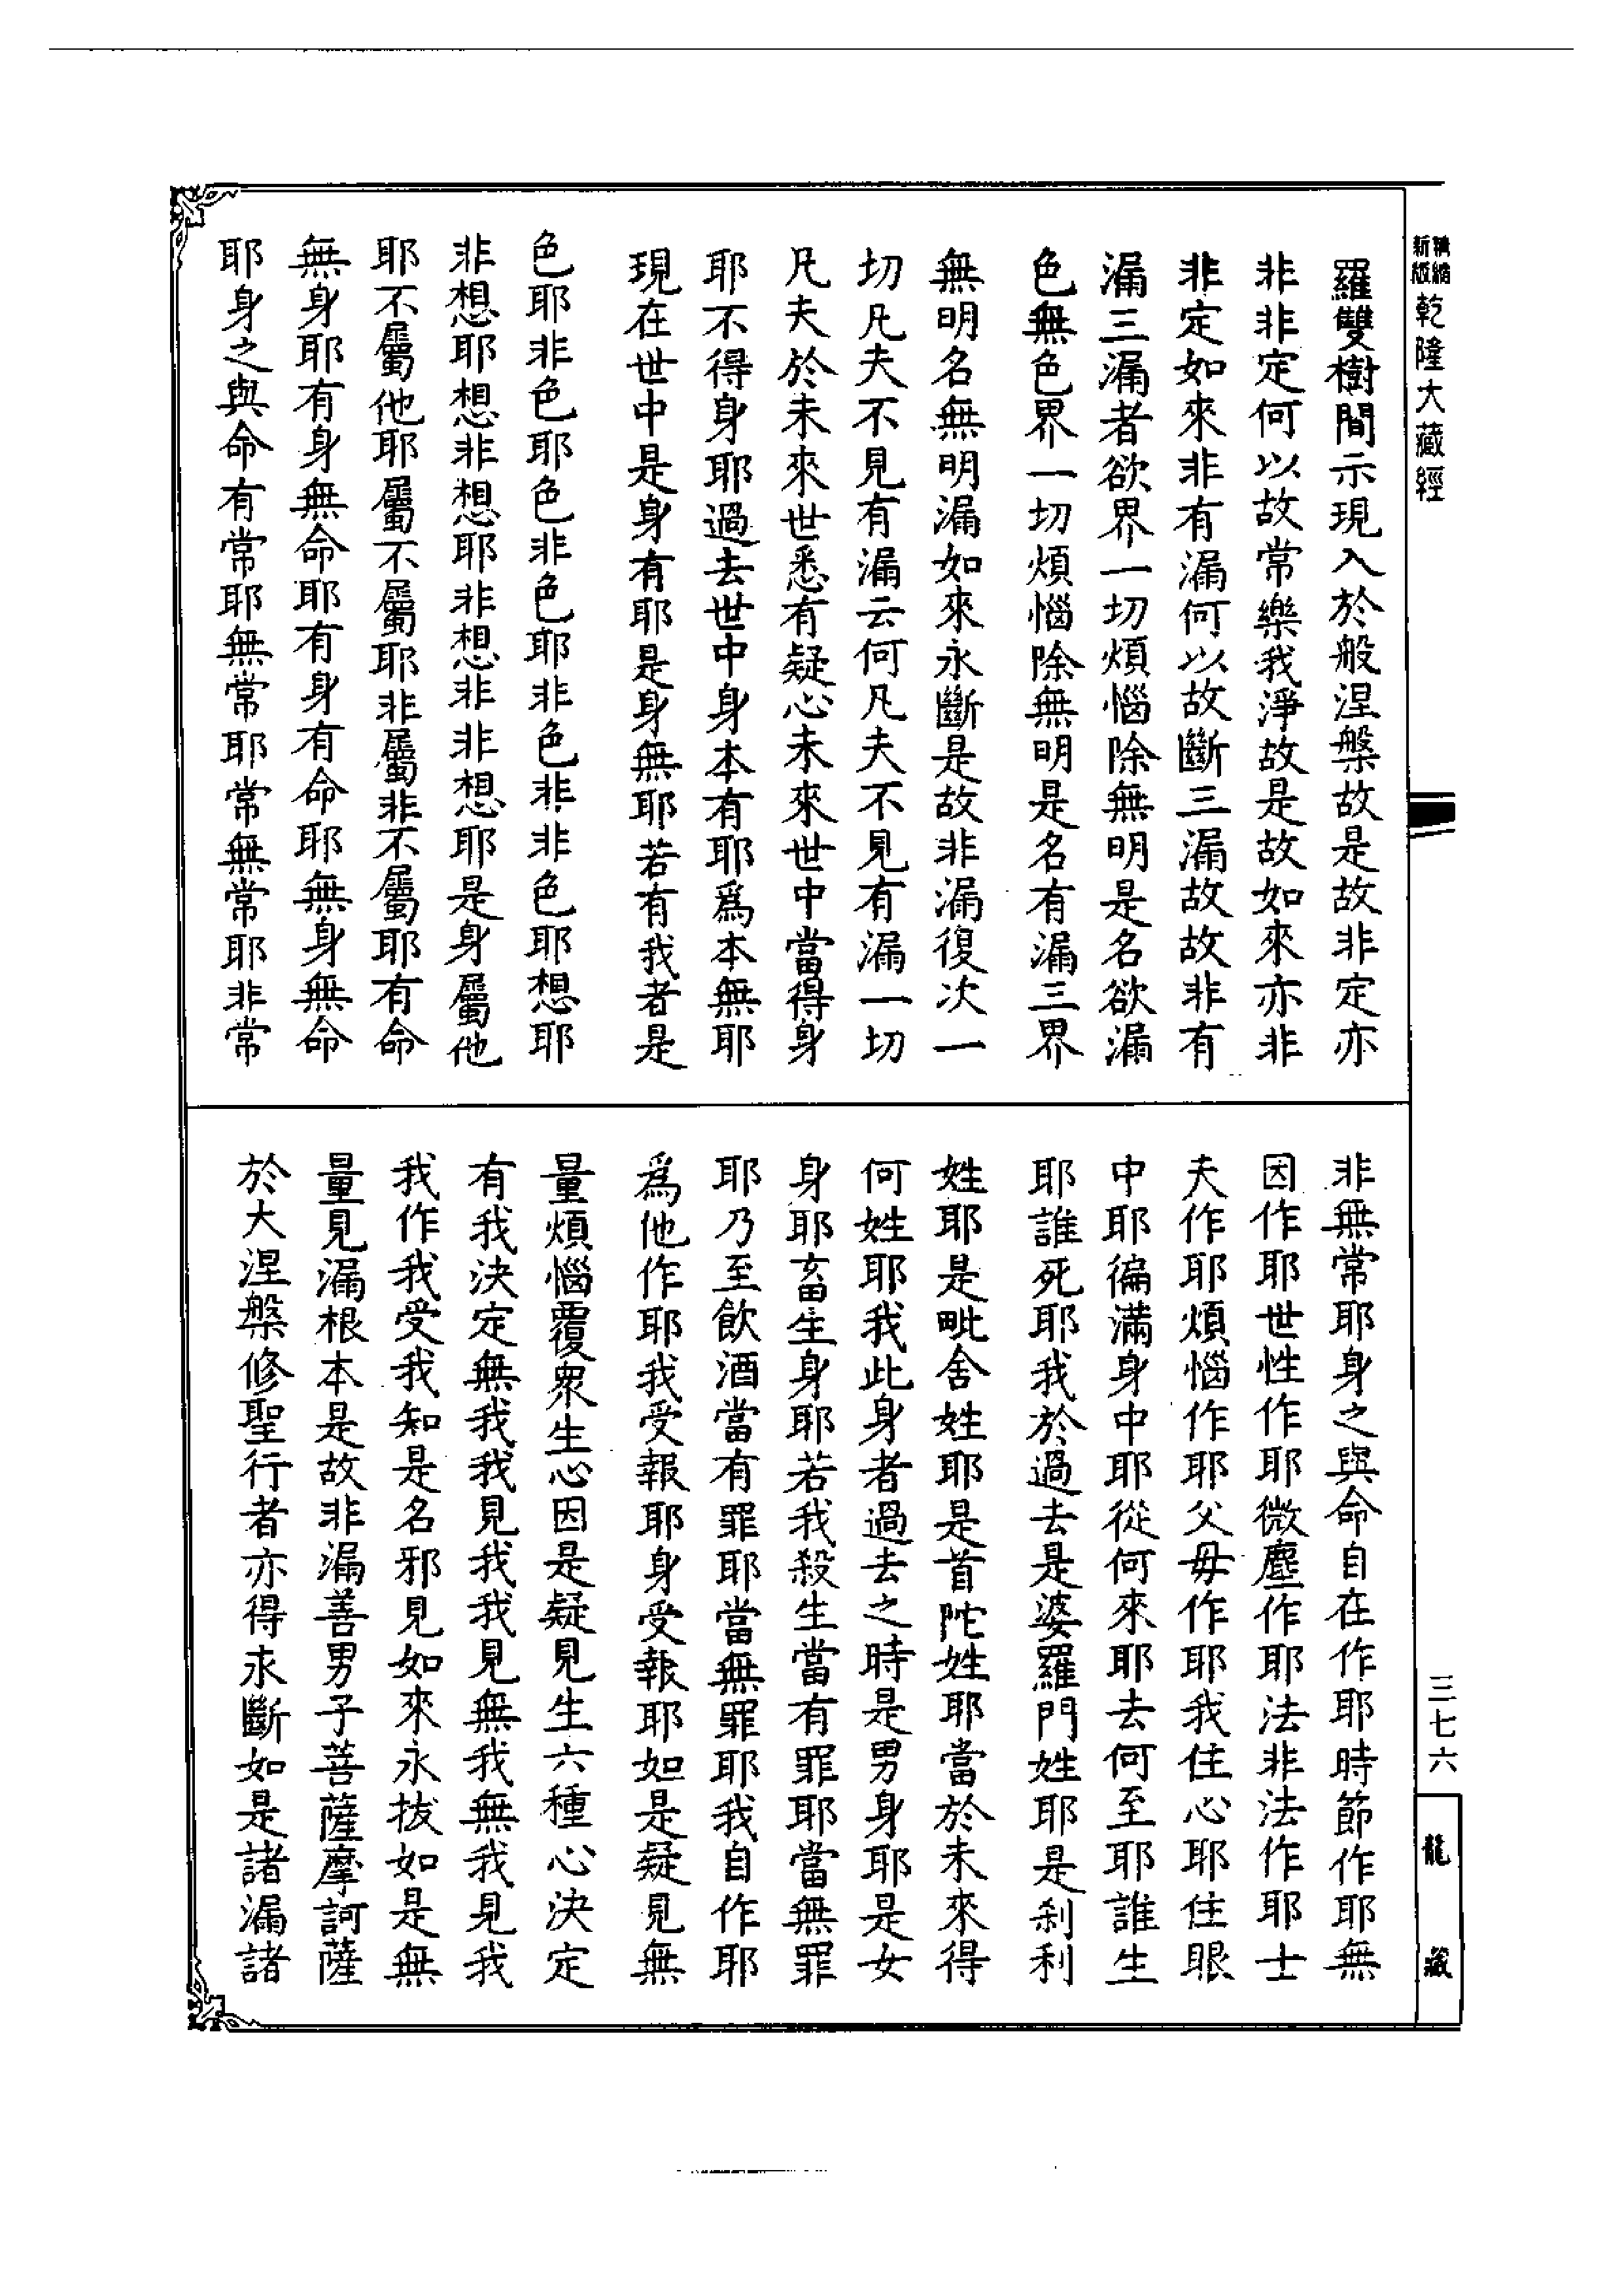 新版 精縮 乾隆大藏經
羅雙樹間示現入於般涅槃故是故非定亦
非非定何以故常樂我淨故是故如來亦非
非定如來非有漏何以故斷三漏故故非有
漏三漏者欲界一切煩惱除無明是名欲漏
色無色界一切煩惱除無明是名有漏三界
無明名無明漏如來永斷是故非漏復次一
切凡夫不見有漏云何凡夫不見有漏一切
凡夫於未來世悉有疑心未來世中當得身
耶不得身耶過去世中身本有耶爲本無耶
現在世中是身有耶是身無耶若有我者是
色耶非色耶色非色耶非色非非色耶想耶
非想耶想非想耶非想非非想耶是身屬他
耶不屬他耶屬不屬耶非屬非不屬耶有命
無身耶有身無命耶有身有命耶無身無命
耶身之與命有常耶無常耶常無常耶非常
非無常耶身之與命自在作耶時節作耶無
因作耶世性作耶微塵作耶法非法作耶士
夫作耶煩惱作耶父母作耶我住心耶住眼
中耶徧滿身中耶從何來耶去何至耶誰生
耶誰死耶我於過去是婆羅門姓耶是刹利
姓耶是毗舍姓耶是首陀姓耶當於未來得
何姓耶我此身者過去之時是男身耶是女
身耶畜生身耶若我殺生當有罪耶當無罪
耶乃至飲酒當有罪耶當無罪耶我自作耶
爲他作耶我受報耶身受報耶如是疑見無
量煩惱覆衆生心因是疑見生六種心決定
有我決定無我我見我我見無我無我見我
我作我受我知是名邪見如來永拔如是無
量見漏根本是故非漏善男子菩薩摩訶薩
於大涅槃修聖行者亦得永斷如是諸漏諸
三七六
龍藏